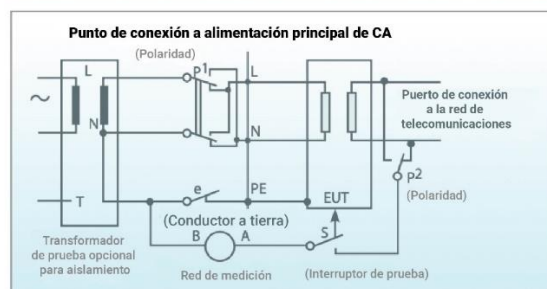 Punto de conexión a alimentación principal de CA
(Polaridad)
P1
L
L
Puerto de conexión
a la red de
telecomunicaciones
N
N
e
PE
EUT
p2
(Polaridad)
T
(Conductor a tierra)
B
A
S
Transformador
de prueba opcional
para aislamiento
Red de medición
(Interruptor de prueba)